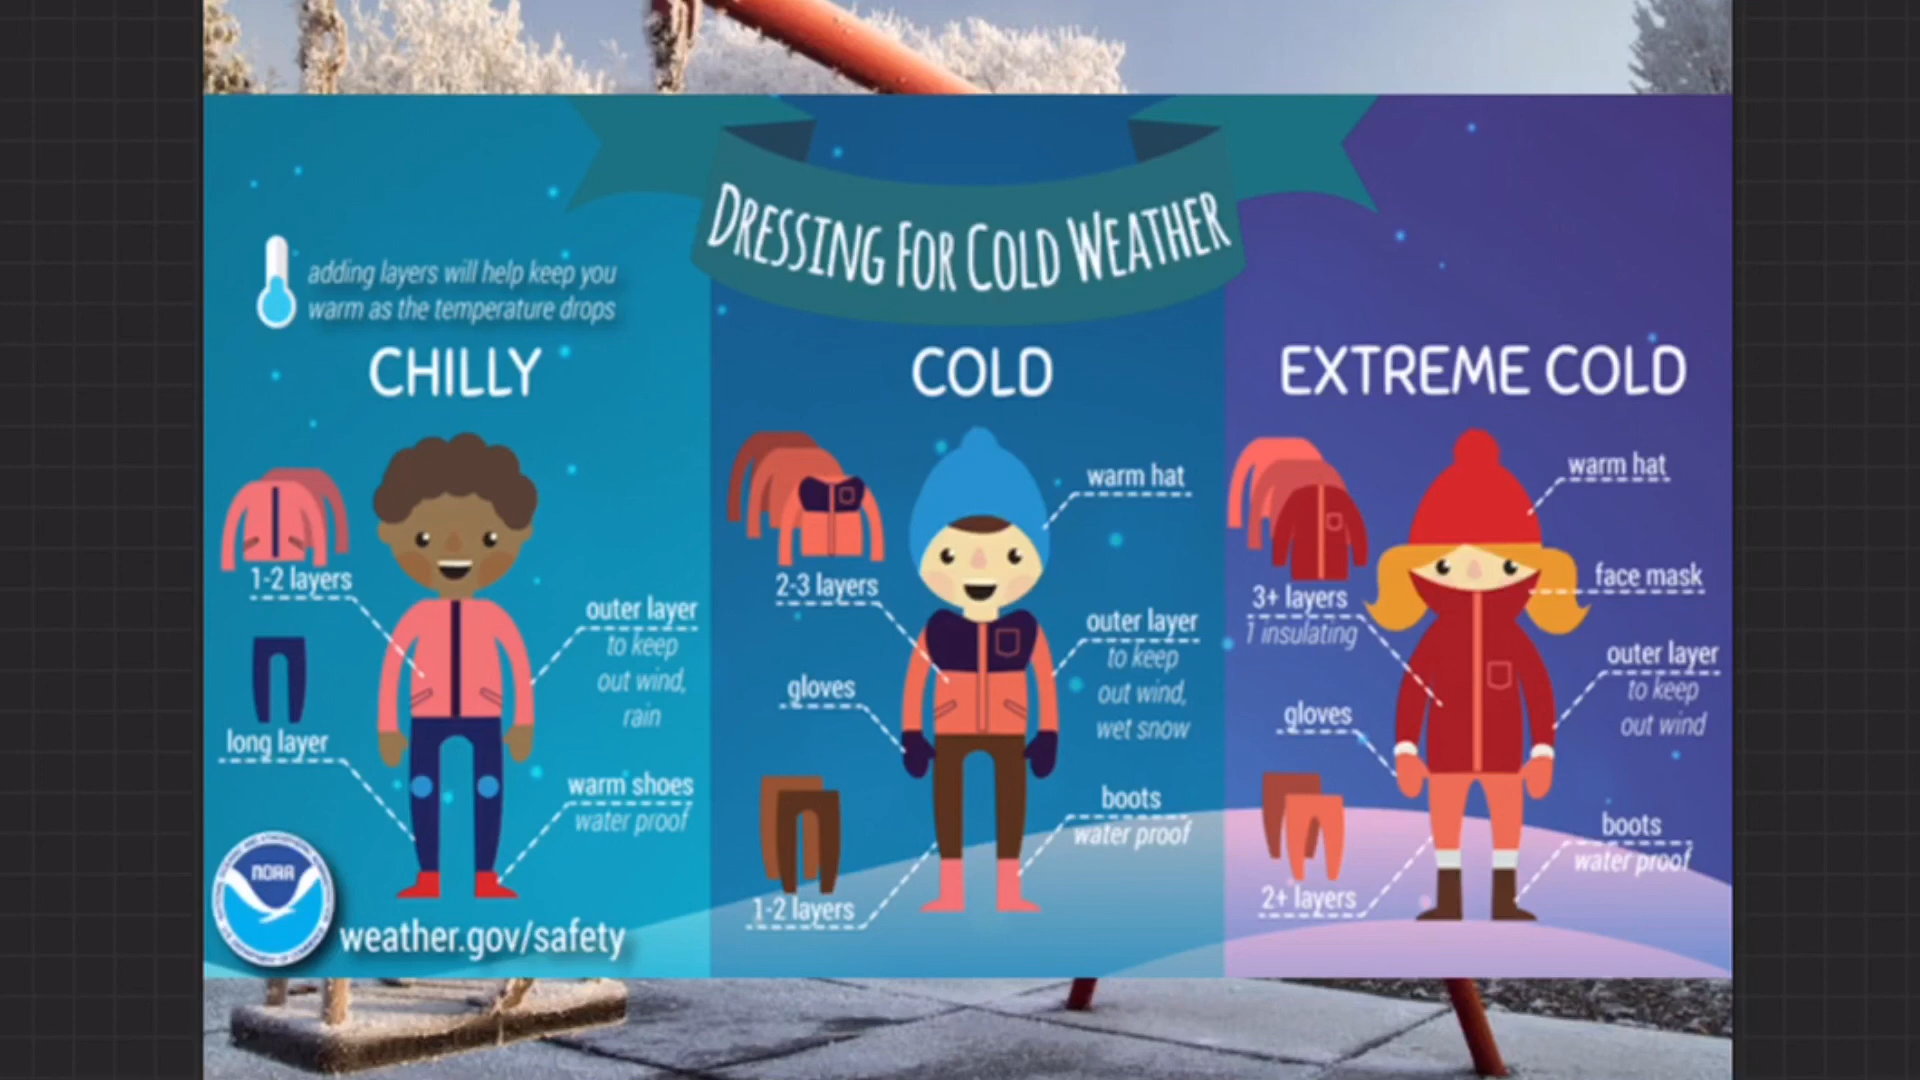 DRESSING FOR COLD WEATHER
adding layers will help keep you
warm as the temperature drops
CHILLY
1-2 layers
outer layer
to keep
out wind,
rain
long layer
warm shoes
water proof
NOAA
weather.gov/safety
COLD
warm hat
2-3 layers
outer layer
to keep
out wind,
wet snow
gloves
boots
water proof
1-2 layers
EXTREME COLD
warm hat
face mask
3+ layers
1 insulating
outer layer
to keep
out wind
gloves
boots
water proof
2+ layers